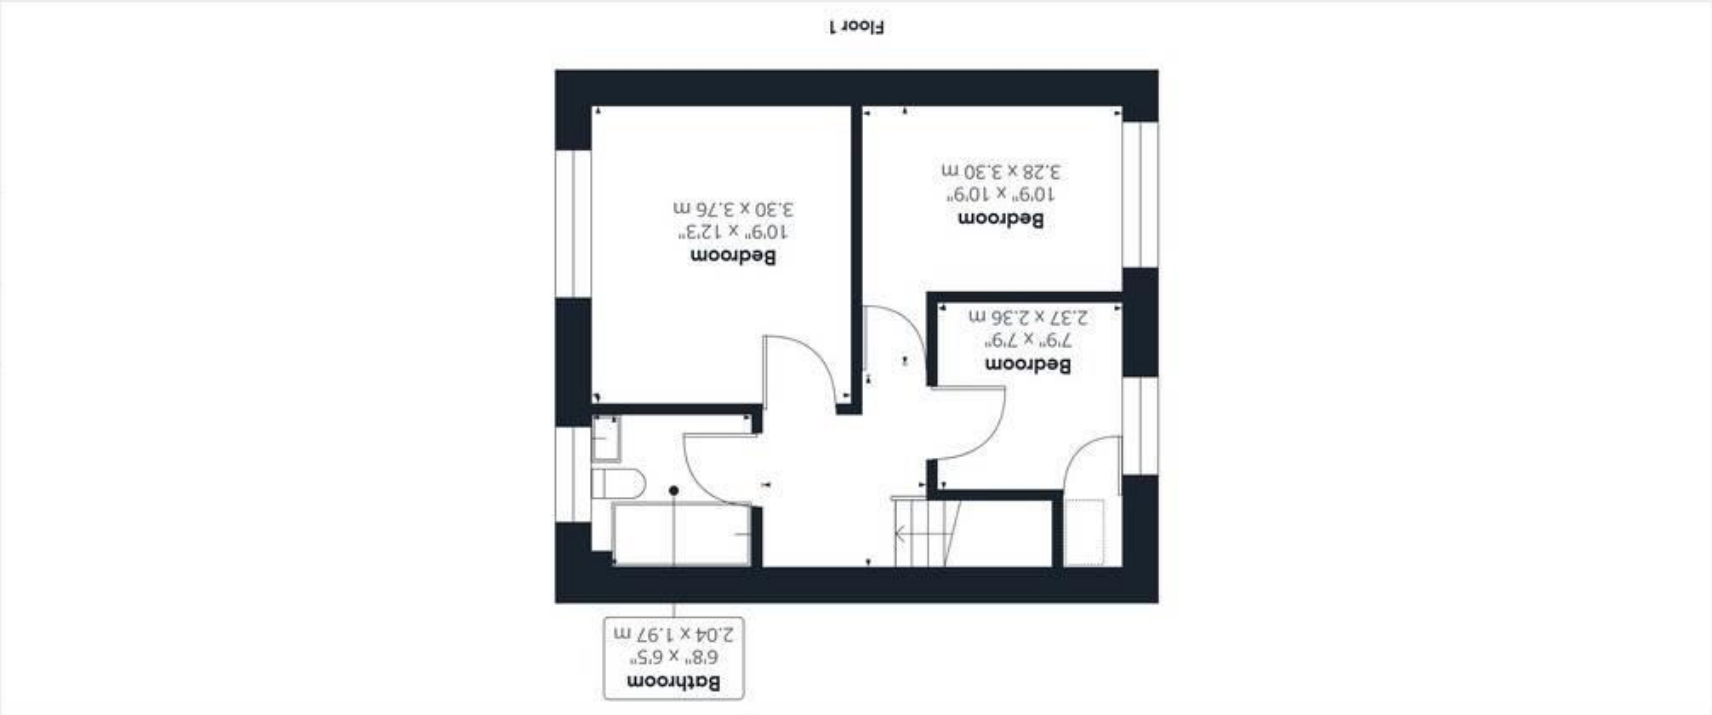 Bathroom
6'8" x 6'5"
2.04 x 1.97 m
Bedroom
7'9" x 7'9"
2.37 x 2.36 m
Bedroom
10'9" x 12'3"
3.30 x 3.76 m
Bedroom
10'9" x 10'9"
3.28 x 3.30 m
Floor 1